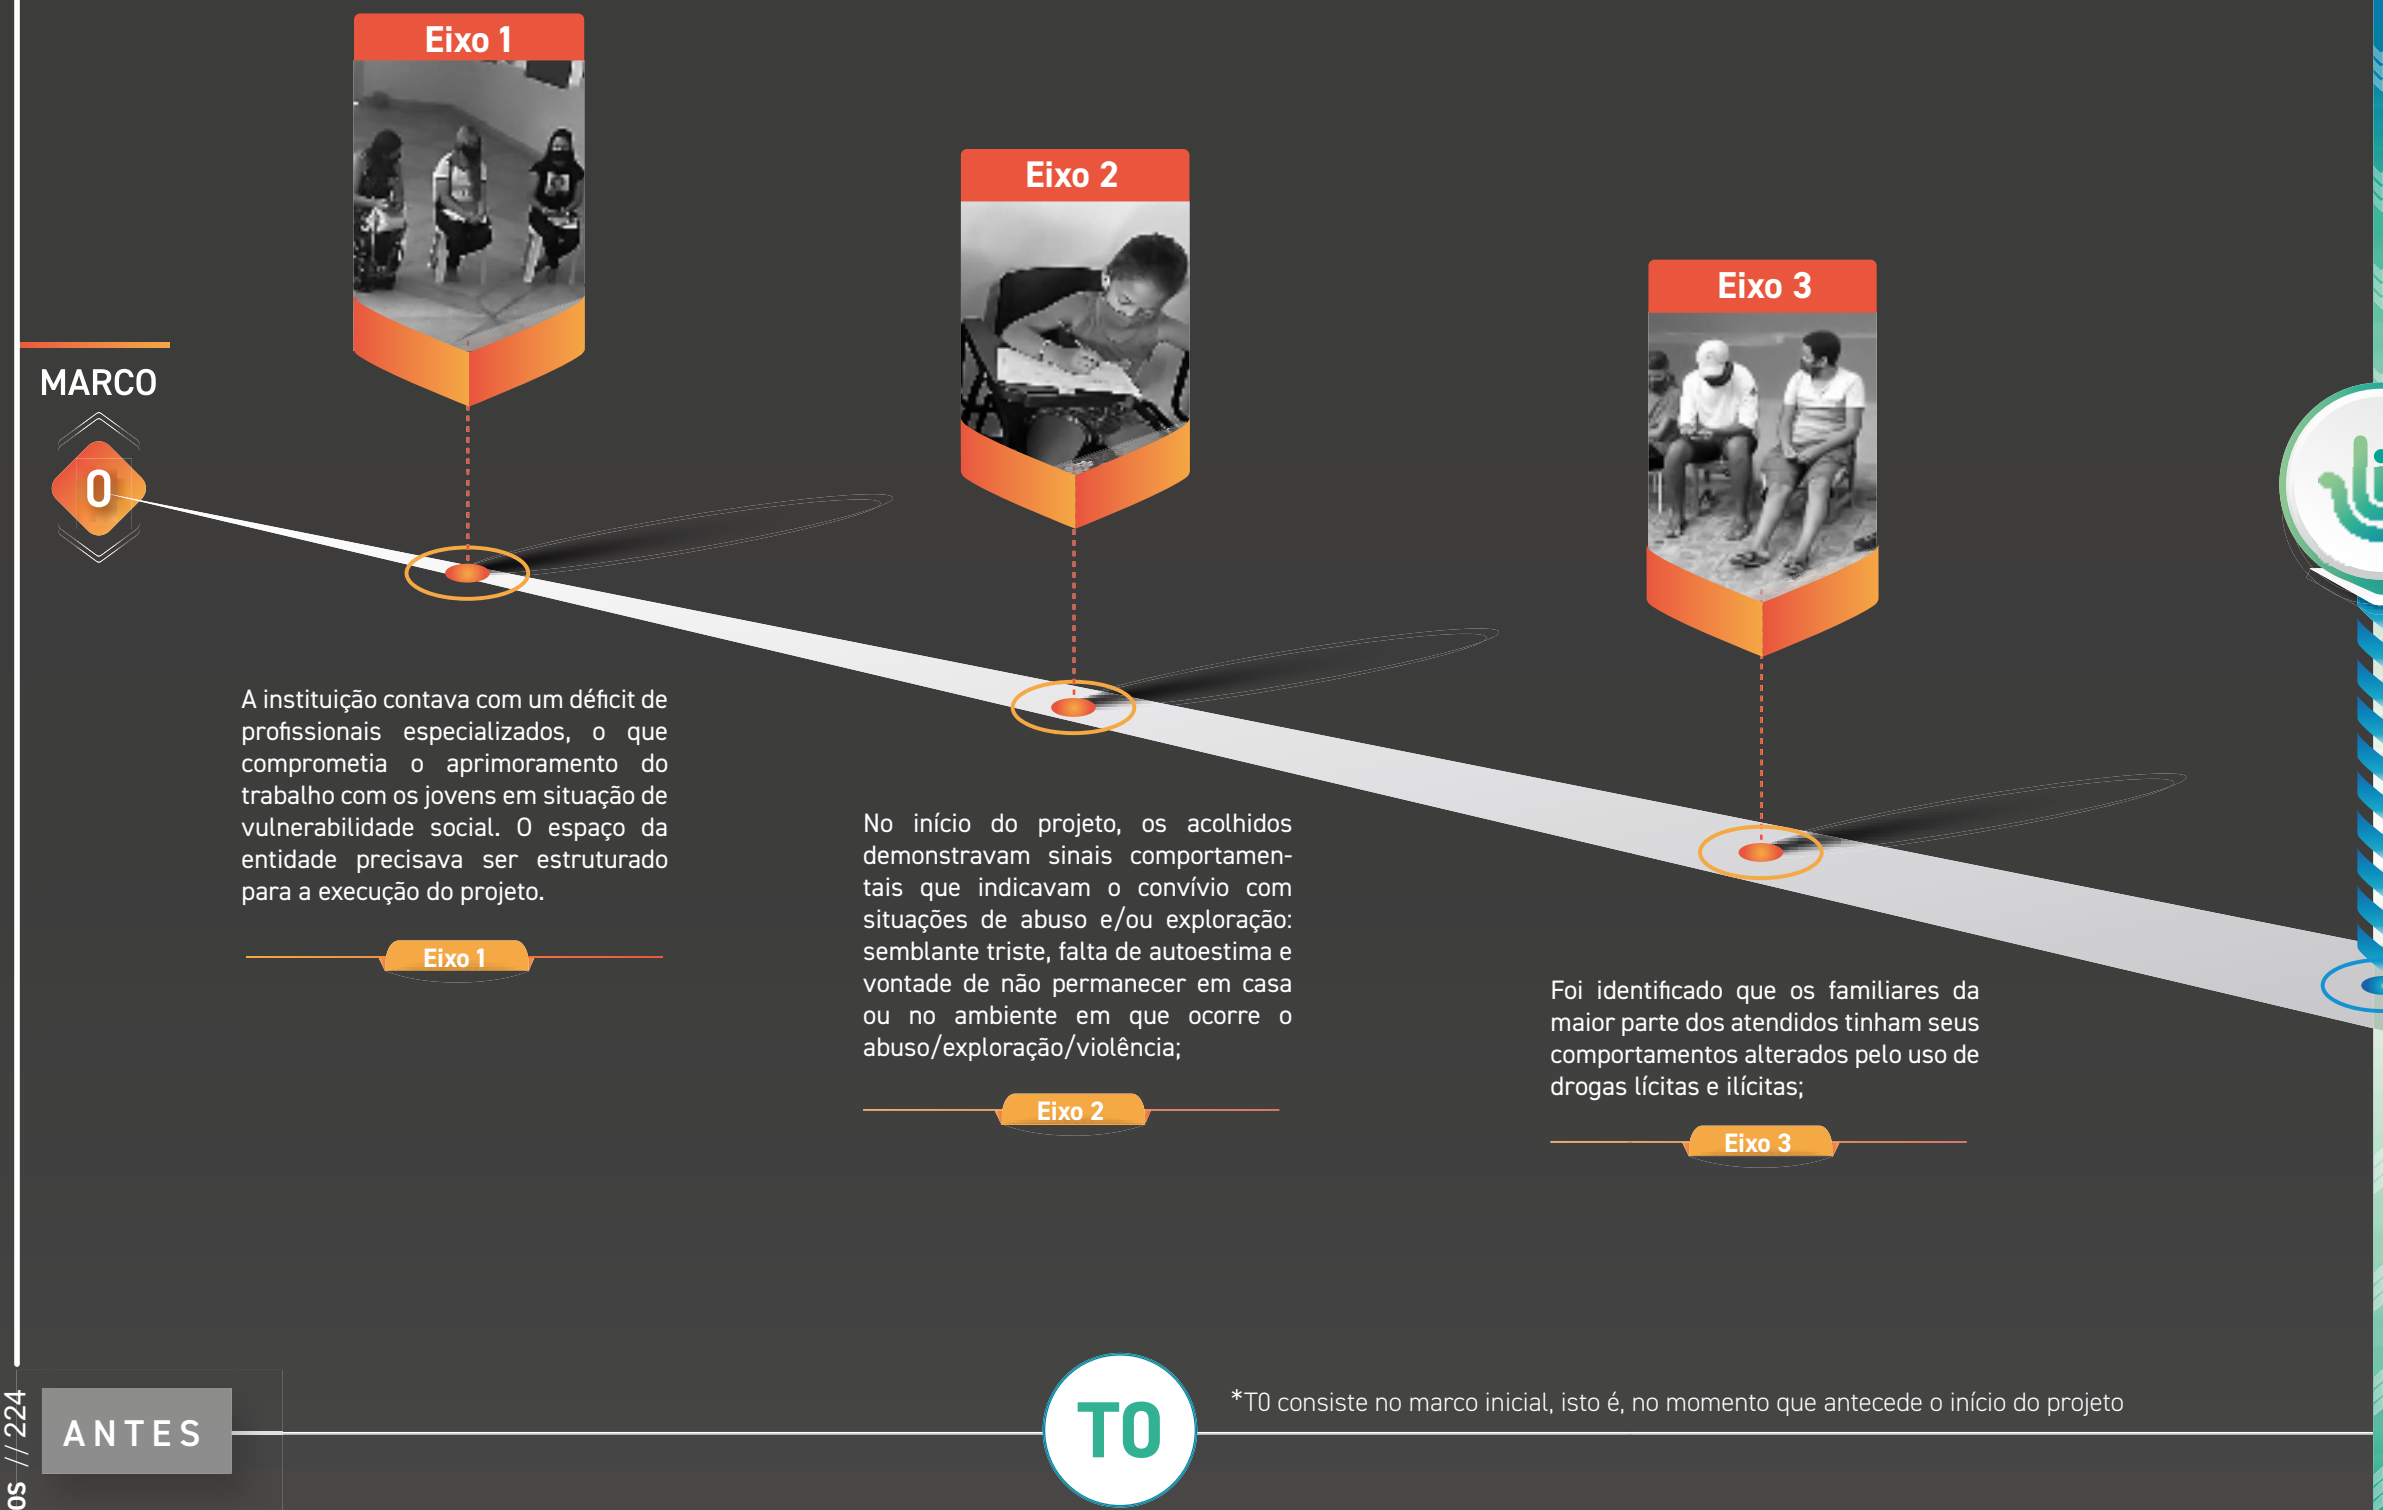 Eixo 1
Eixo 2
Eixo 3
MARCO
0
A instituição contava com um déficit de
profissionais especializados, o que
comprometia o aprimoramento do
trabalho com os jovens em situação de
vulnerabilidade social. O espaço da
entidade precisava ser estruturado
para a execução do projeto.
Eixo 1
No início do projeto, os acolhidos
demonstravam sinais comportamen-
tais que indicavam o convívio com
situações de abuso e/ou exploração:
semblante triste, falta de autoestima e
vontade de não permanecer em casa
ou no ambiente em que ocorre o
abuso/exploração/violência;
Eixo 2
Foi identificado que os familiares da
maior parte dos atendidos tinham seus
comportamentos alterados pelo uso de
drogas lícitas e ilícitas;
Eixo 3
ANTES
T0
*T0 consiste no marco inicial, isto é, no momento que antecede o início do projeto
os // 224